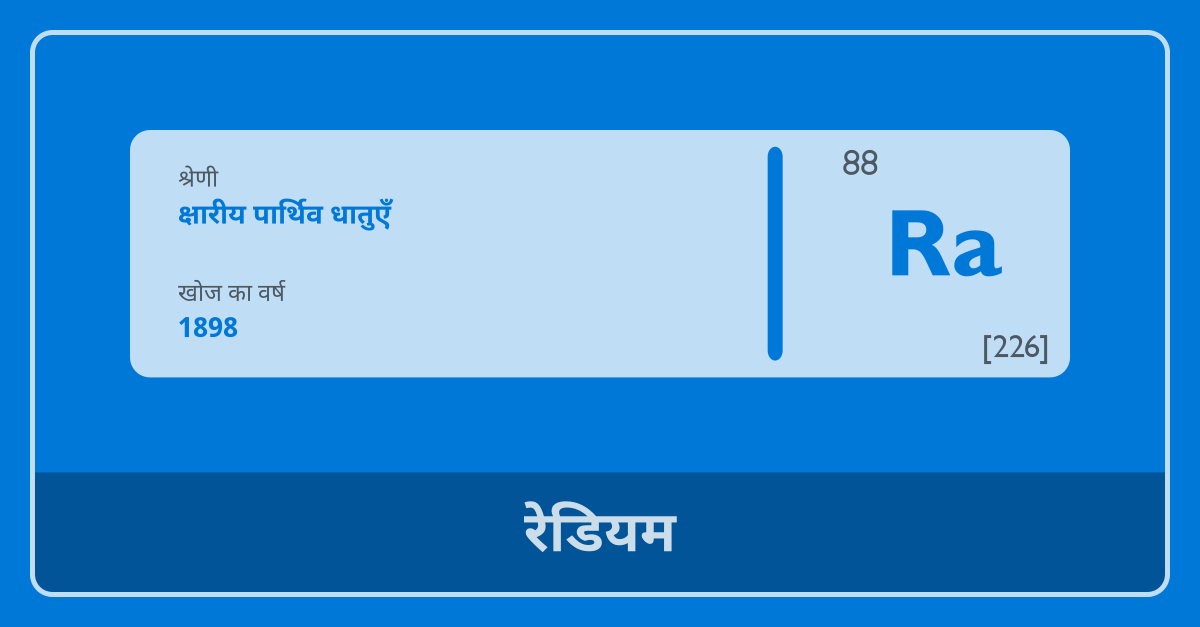 श्रेणी
क्षारीय पार्थिव धातुएँ
खोज का वर्ष
1898
88
Ra
[226]
रेडियम